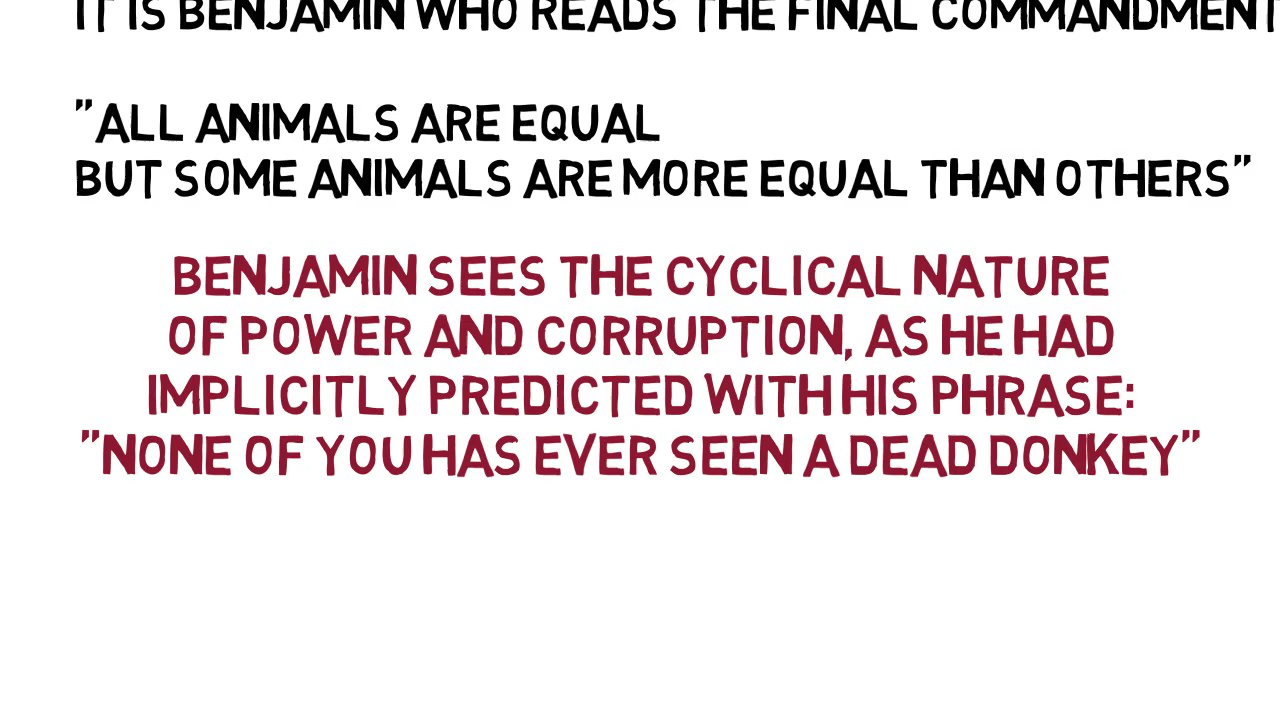 IT IS BENJAMIN WHO READS THE FINAL COMMANDMENT
"ALL ANIMALS ARE EQUAL
BUT SOME ANIMALS ARE MORE EQUAL THAN OTHERS"
BENJAMIN SEES THE CYCLICAL NATURE
OF POWER AND CORRUPTION, AS HE HAD
IMPLICITLY PREDICTED WITH HIS PHRASE:
"NONE OF YOU HAS EVER SEEN A DEAD DONKEY"